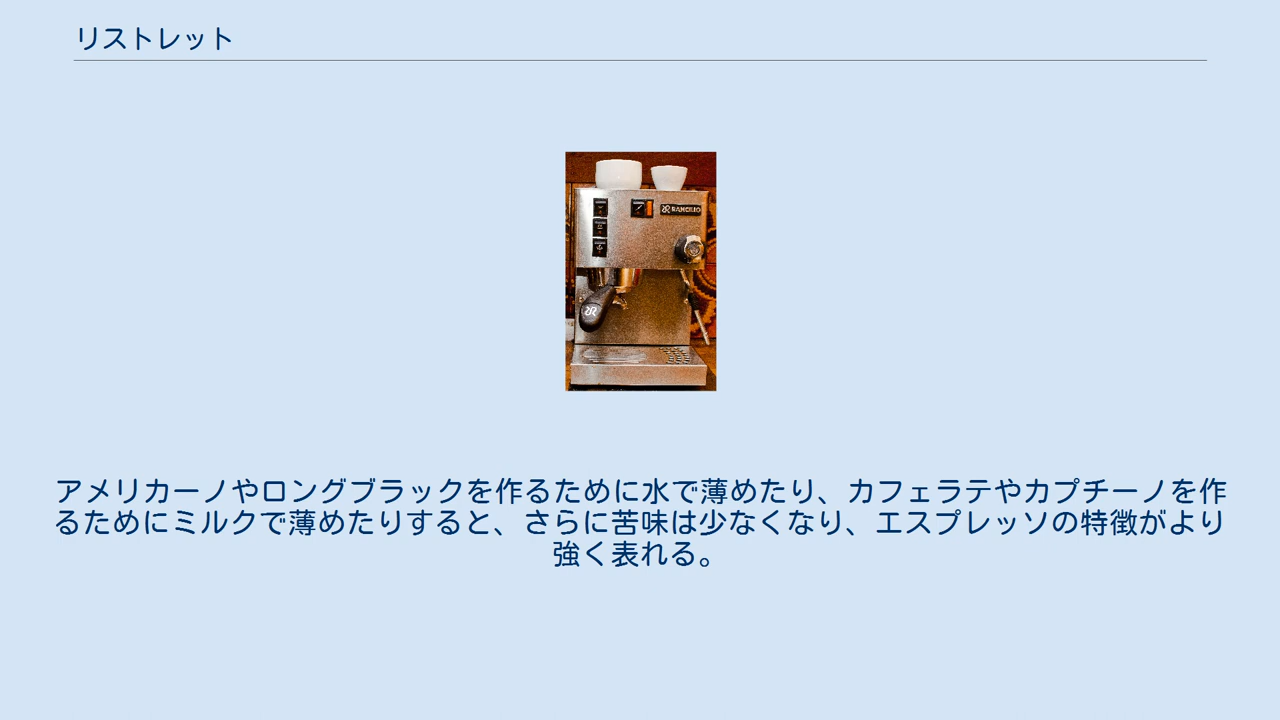 リストレット
RANCILIO
アメリカーノやロングブラックを作るために水で薄めたり、カフェラテやカプチーノを作
るためにミルクで薄めたりすると、さらに苦味は少なくなり、エスプレッソの特徴がより
強く表れる。